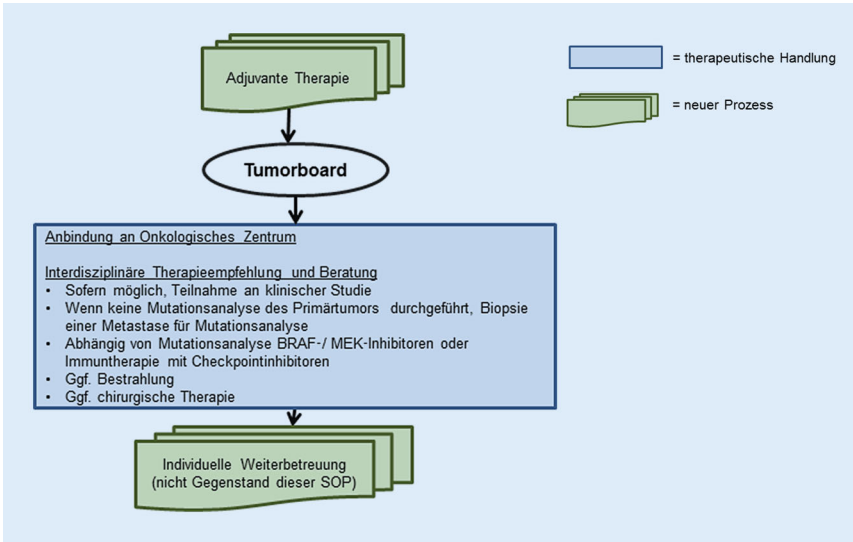 Adjuvante Therapie
= therapeutische Handlung
= neuer Prozess
Tumorboard
Anbindung an Onkologisches Zentrum
Interdisziplinäre Therapieempfehlung und Beratung
• Sofern möglich, Teilnahme an klinischer Studie
• Wenn keine Mutationsanalyse des Primärtumors durchgeführt, Biopsie
einer Metastase für Mutationsanalyse
• Abhängig von Mutationsanalyse BRAF-/ MEK-Inhibitoren oder
Immuntherapie mit Checkpointinhibitoren
• Ggf. Bestrahlung
• Ggf. chirurgische Therapie
Individuelle Weiterbetreuung
(nicht Gegenstand dieser SOP)